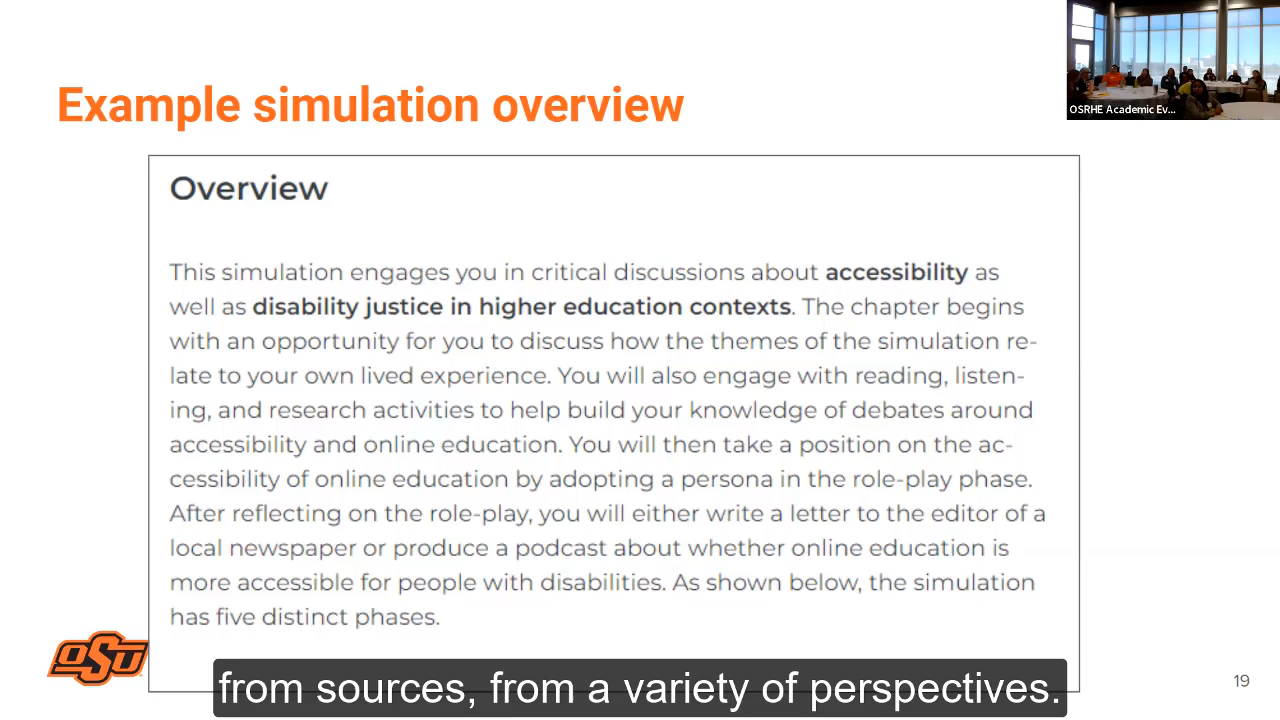 OSRHE Academic Ev...
Example simulation overview
Overview
This simulation engages you in critical discussions about accessibility as
well as disability justice in higher education contexts. The chapter begins
with an opportunity for you to discuss how the themes of the simulation re-
late to your own lived experience. You will also engage with reading, listen-
ing, and research activities to help build your knowledge of debates around
accessibility and online education. You will then take a position on the ac-
cessibility of online education by adopting a persona in the role-play phase.
After reflecting on the role-play, you will either write a letter to the editor of a
local newspaper or produce a podcast about whether online education is
more accessible for people with disabilities. As shown below, the simulation
has five distinct phases.
OSU
from sources, from a variety of perspectives.
19